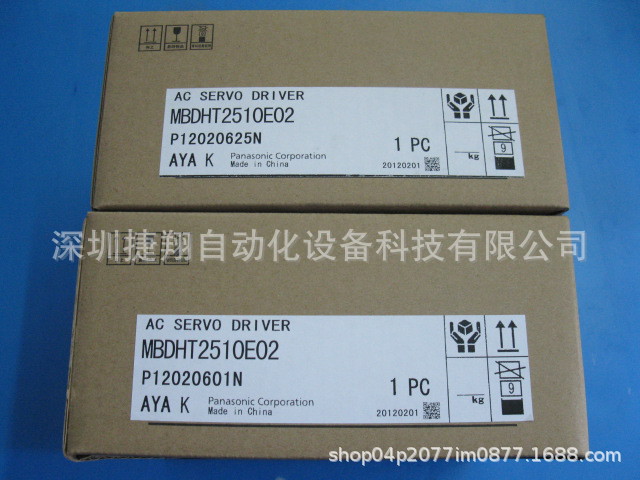 AC SERVO DRIVER
MBDHT2510E02
P12020625N
1 PC
AYA K
Panasonic Corporation
Made in China
20120201
kg
9
深圳捷翔自动化设备科技有限公司
AC SERVO DRIVER
MBDHT2510E02
P12020601N
1 PC
AYA K
Panasonic Corporation
Made in China
20120201
kg
9
shop04p2077im0877.1688.com